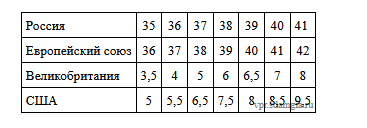 Россия 35 36 37 38 39 40 41
Европейский союз 36 37 38 39 40 41 42
Великобритания 3,5 4 5 6 6,5 7 8
США 5 5,5 6,5 7,5 8 8,5 9,5